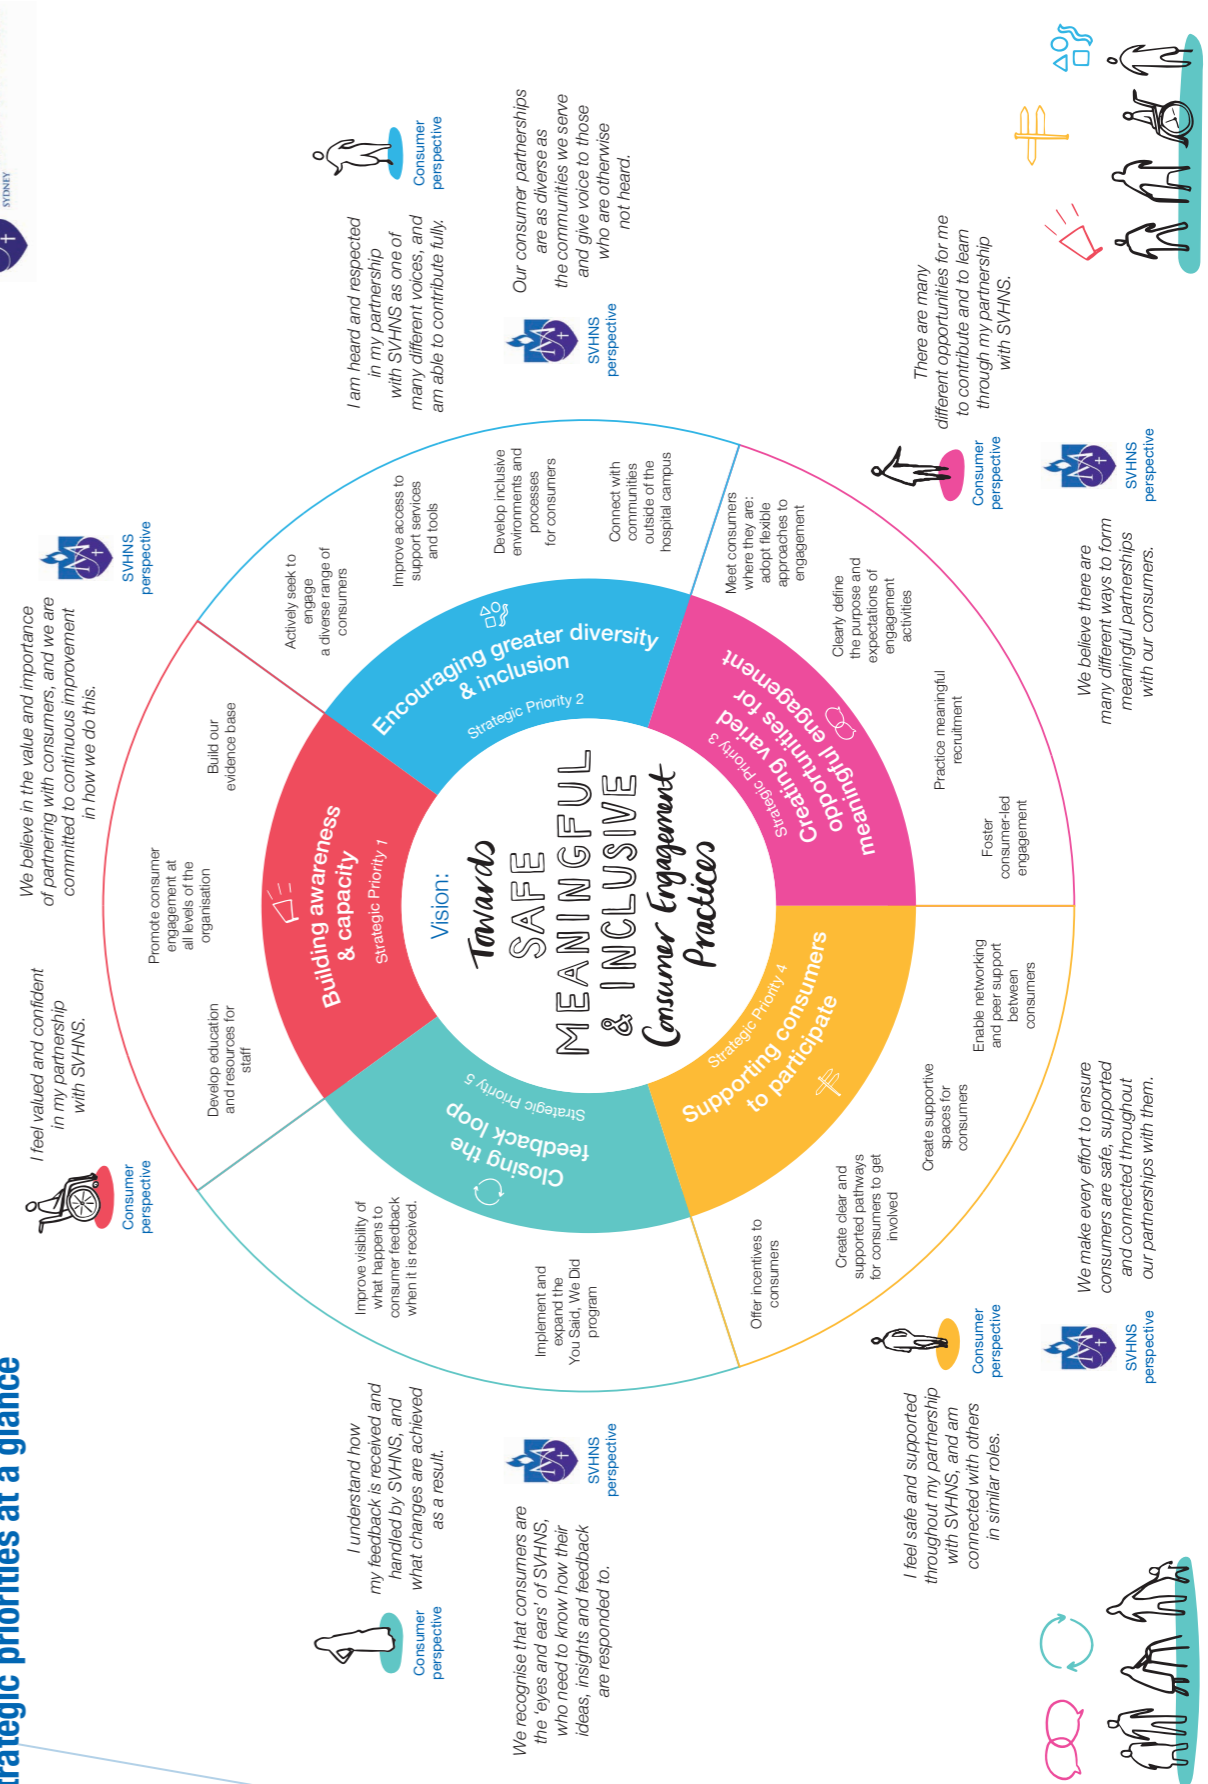 trategic priorities at a glance
SYDNEY
I feel valued and confident
in my partnership
with SVHNS.
Consumer
perspective
We believe in the value and importance
of partnering with consumers, and we are
committed to continuous improvement
in how we do this.
SVHNS
perspective
I am heard and respected
in my partnership
with SVHNS as one of
many different voices, and
am able to contribute fully.
Consumer
perspective
Our consumer partnerships
are as diverse as
the communities we serve
and give voice to those
who are otherwise
not heard.
SVHNS
perspective
There are many
different opportunities for me
to contribute and to learn
through my partnership
with SVHNS.
Consumer
perspective
We believe there are
many different ways to form
meaningful partnerships
with our consumers.
SVHNS
perspective
We make every effort to ensure
consumers are safe, supported
and connected throughout
our partnerships with them.
SVHNS
perspective
I feel safe and supported
throughout my partnership
with SVHNS, and am
connected with others
in similar roles.
Consumer
perspective
I understand how
my feedback is received and
handled by SVHNS, and
what changes are achieved
as a result.
Consumer
perspective
We recognise that consumers are
the 'eyes and ears' of SVHNS,
who need to know how their
ideas, insights and feedback
are responded to.
SVHNS
perspective
Develop education
and resources for
staff
Promote consumer
engagement at
all levels of the
organisation
Build our
evidence base
Building awareness
& capacity
Strategic Priority 1
Actively seek to
engage
a diverse range of
consumers
Improve access to
support services
and tools
Develop inclusive
environments and
processes
for consumers
Connect with
communities
outside of the
hospital campus
Encouraging greater diversity
& inclusion
Strategic Priority 2
Meet consumers
where they are:
adopt flexible
approaches to
engagement
Clearly define
the purpose and
expectations of
engagement
activities
Practice meaningful
recruitment
Foster
consumer-led
engagement
Strategic Priority 3
Creating varied
opportunities for
meaningful engagement
Enable networking
and peer support
between
consumers
Create supportive
spaces for
consumers
Create clear and
supported pathways
for consumers to get
involved
Offer incentives to
consumers
Strategic Priority 4
Supporting consumers
to participate
Implement and
expand the
You Said, We Did
program
Improve visibility of
what happens to
consumer feedback
when it is received.
Closing the
feedback loop
Strategic Priority 5
Vision:
Towards
SAFE
MEANINGFUL
& INCLUSIVE
Consumer Engagement
Practices